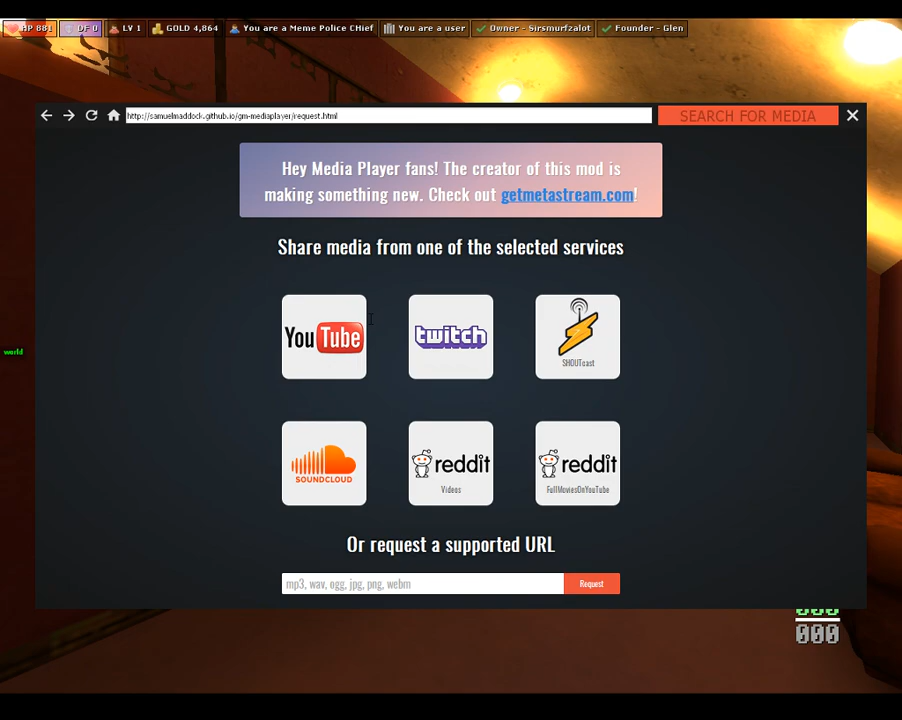 HP 881 DF 0 LV 1 GOLD 4,864 You are a Meme Police CHief You are a user Owner - Sirsmurfzalot Founder - Glen
http://samuelmaddock.github.io/gm-mediaplayer/request.html SEARCH FOR MEDIA
Hey Media Player fans! The creator of this mod is
making something new. Check out getmetastream.com!
Share media from one of the selected services
world
YouTube twitch
SHOUTcast
SOUNDCLOUD reddit reddit
Videos FullMoviesOnYouTube
Or request a supported URL
mp3, wav, ogg, jpg, png, webm Request
000
000